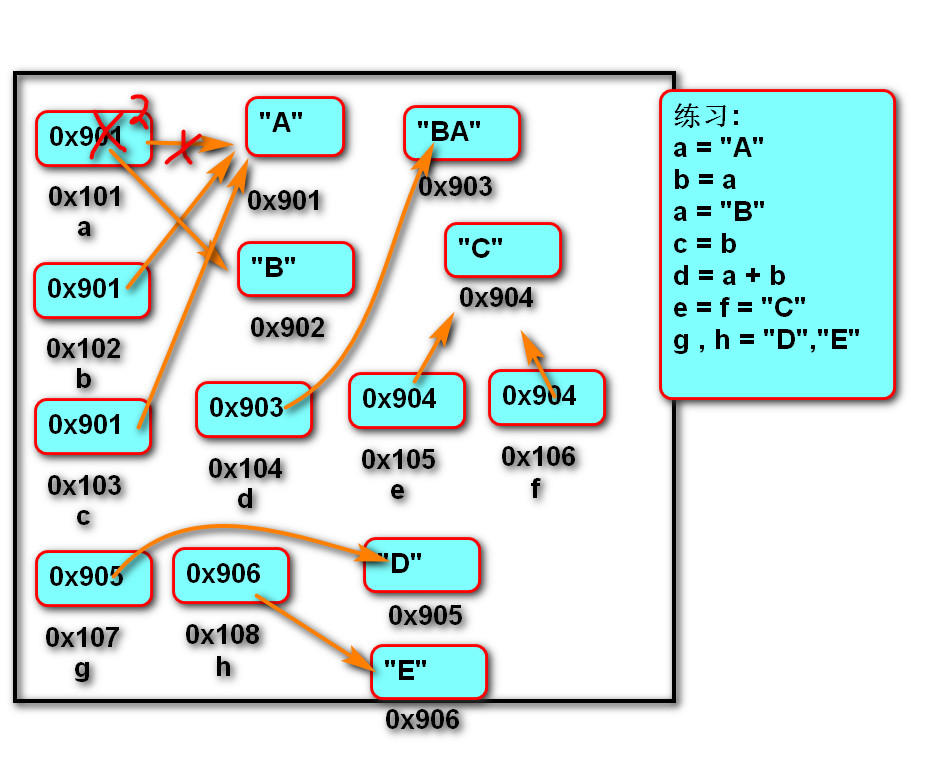 0x901 2
0x101
a
"A"
0x901
"BA"
0x903
练习:
a = "A"
b = a
a = "B"
c = b
d = a + b
e = f = "C"
g , h = "D","E"
0x901
0x102
b
"B"
0x902
"C"
0x904
0x901
0x103
c
0x903
0x104
d
0x904
0x105
e
0x904
0x106
f
0x905
0x107
g
0x906
0x108
h
"D"
0x905
"E"
0x906